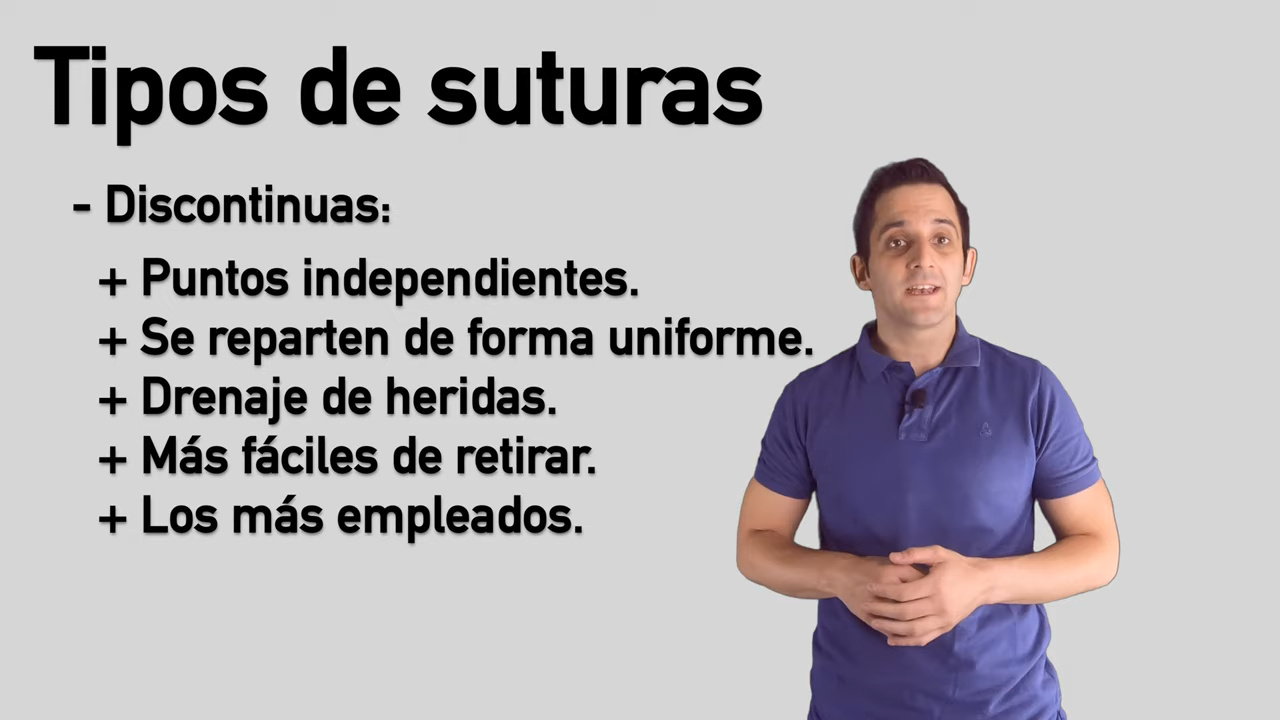 Tipos de suturas
- Discontinuas:
+ Puntos independientes.
+ Se reparten de forma uniforme.
+ Drenaje de heridas.
+ Más fáciles de retirar.
+ Los más empleados.